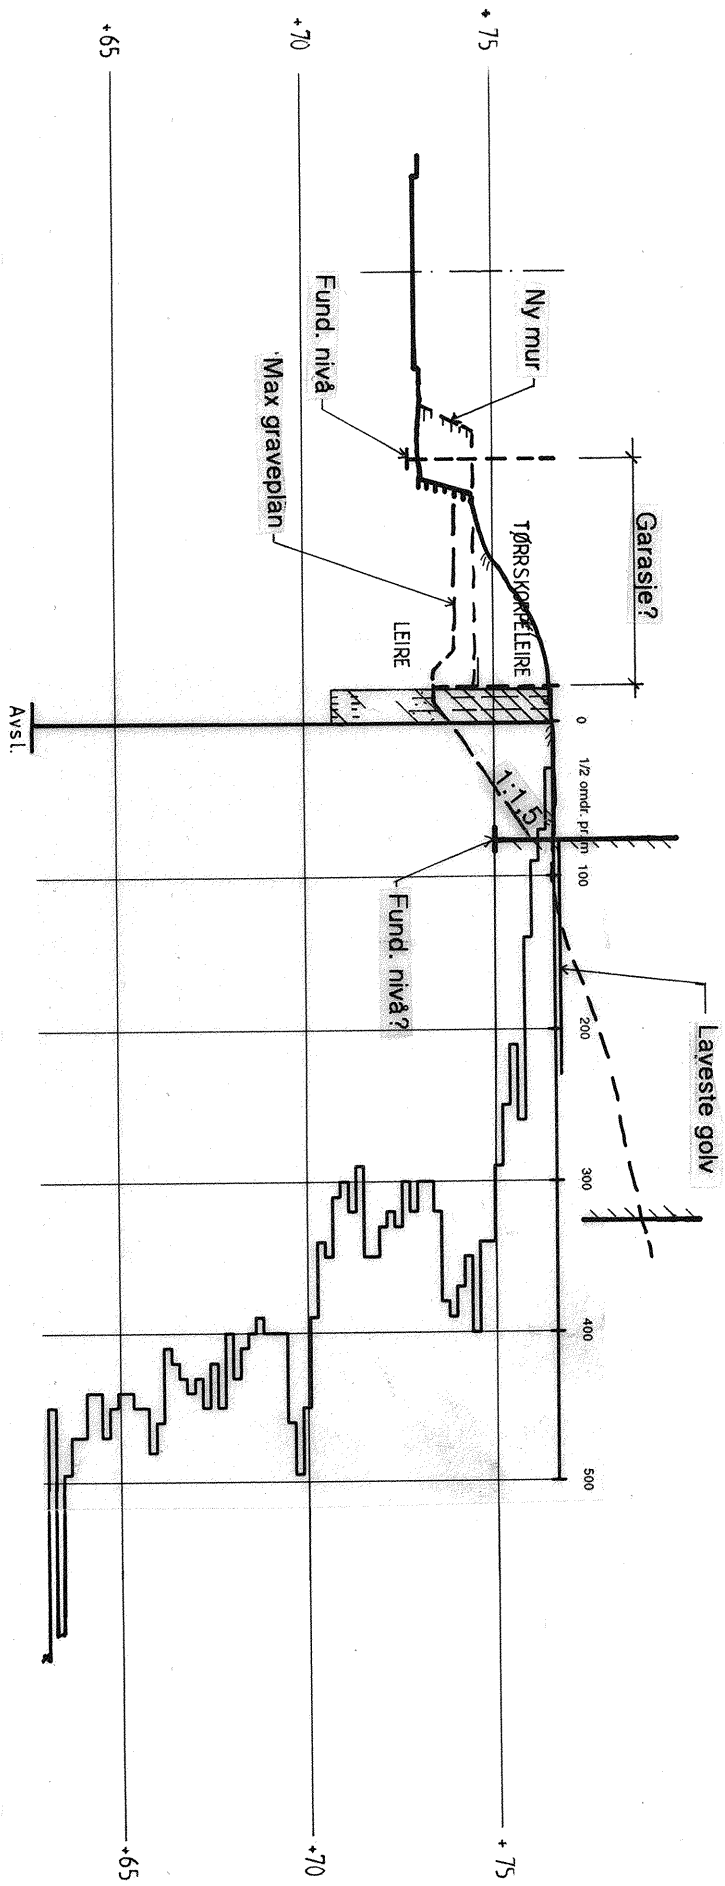 + 75
+ 70
+65
Garasje?
Ny mur
Fund. nivå
Max graveplan
TØRRSKORPELEIRE
LEIRE
Laveste golv
1:1,5
Fund. nivå?
0
1/2 omdr. pr. m
100
200
300
400
500
Avsl.
+ 75
+70
+65